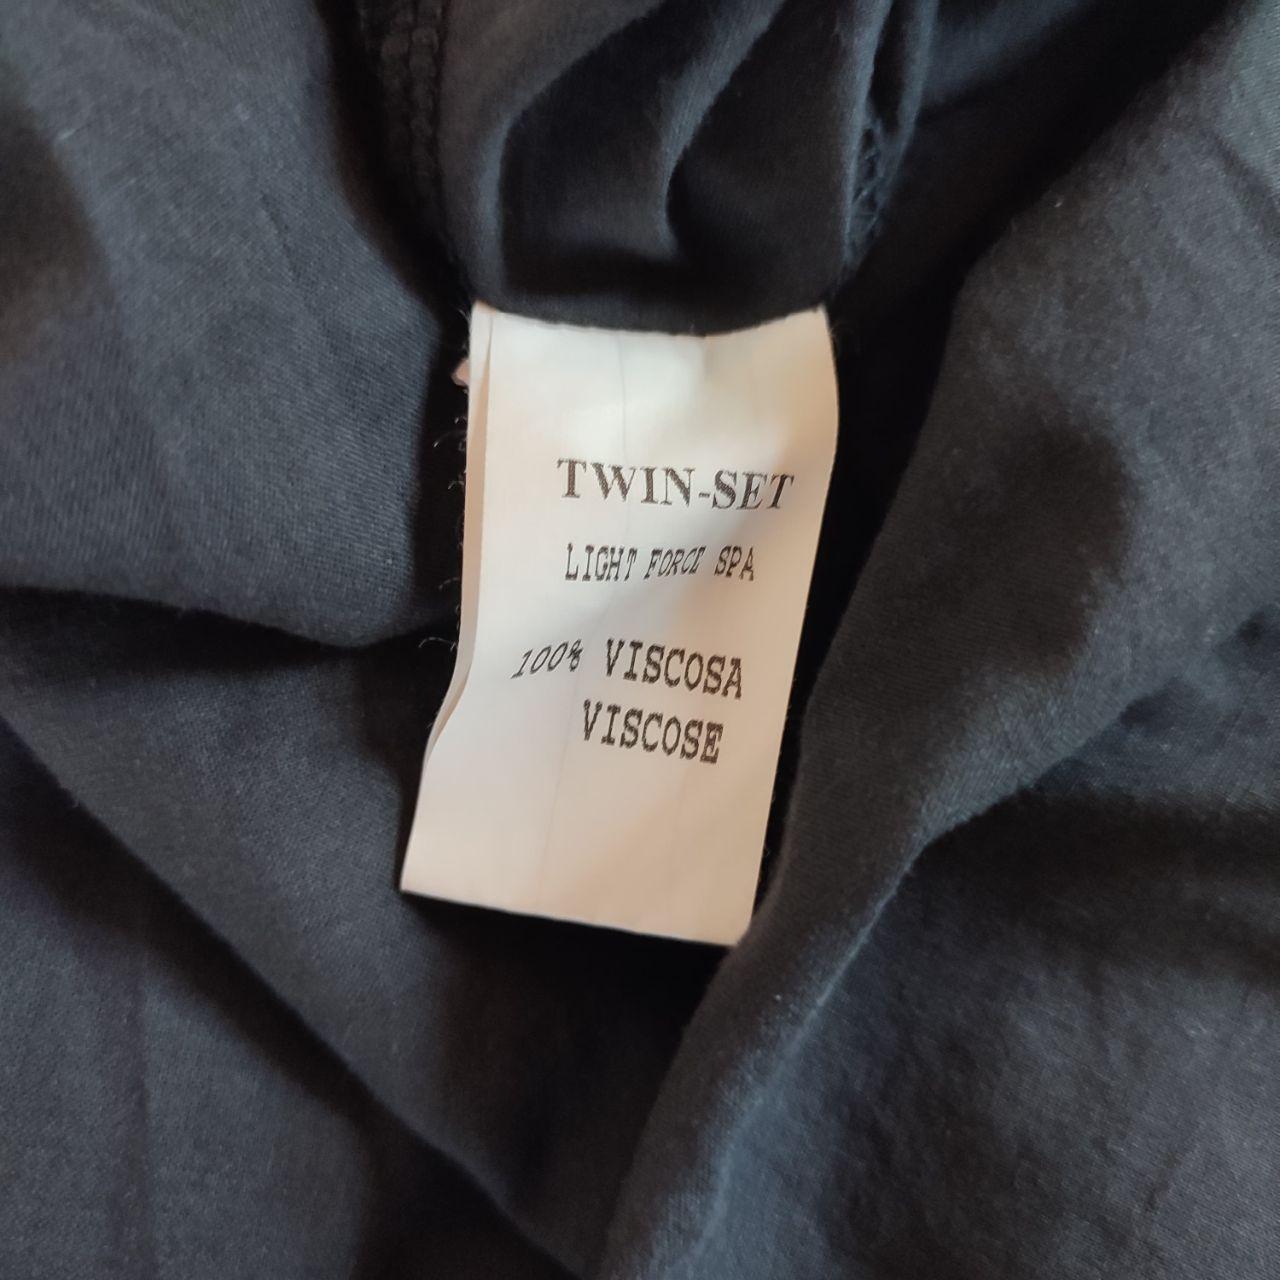 TWIN-SET
LIGHT FORCE SPA
100% VISCOSA
VISCOSE